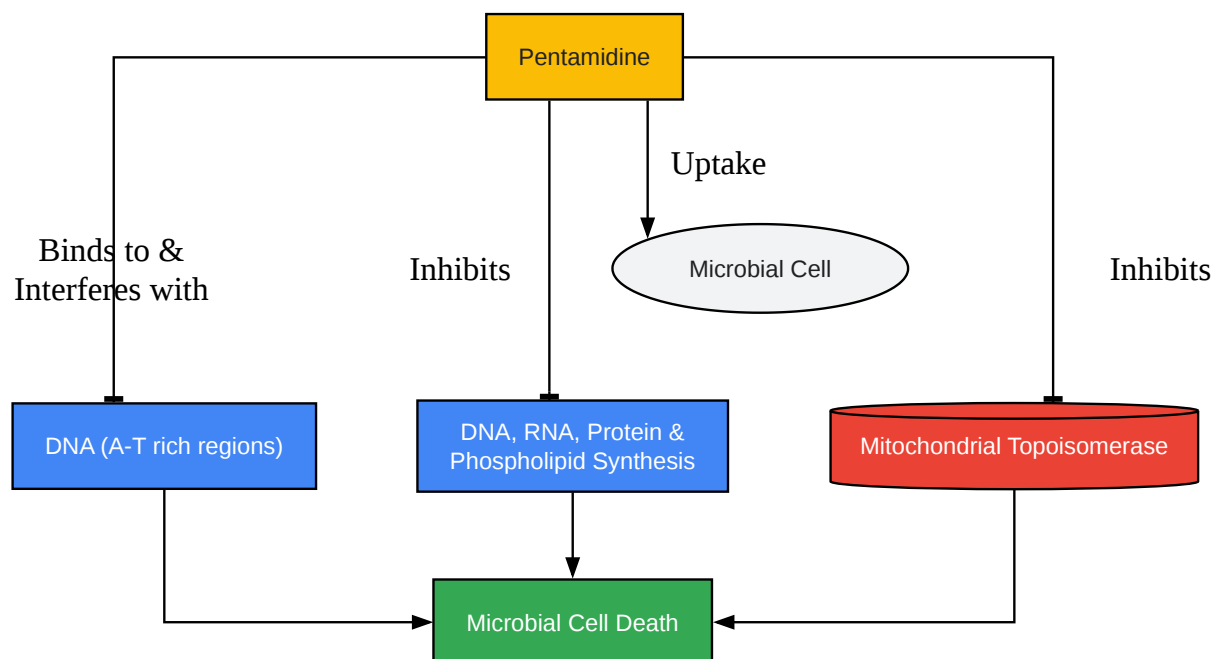 Pentamidine
Uptake
Binds to &
Interferes with
Inhibits
Microbial Cell
Inhibits
DNA (A-T rich regions)
DNA, RNA, Protein &
Phospholipid Synthesis
Mitochondrial Topoisomerase
Microbial Cell Death